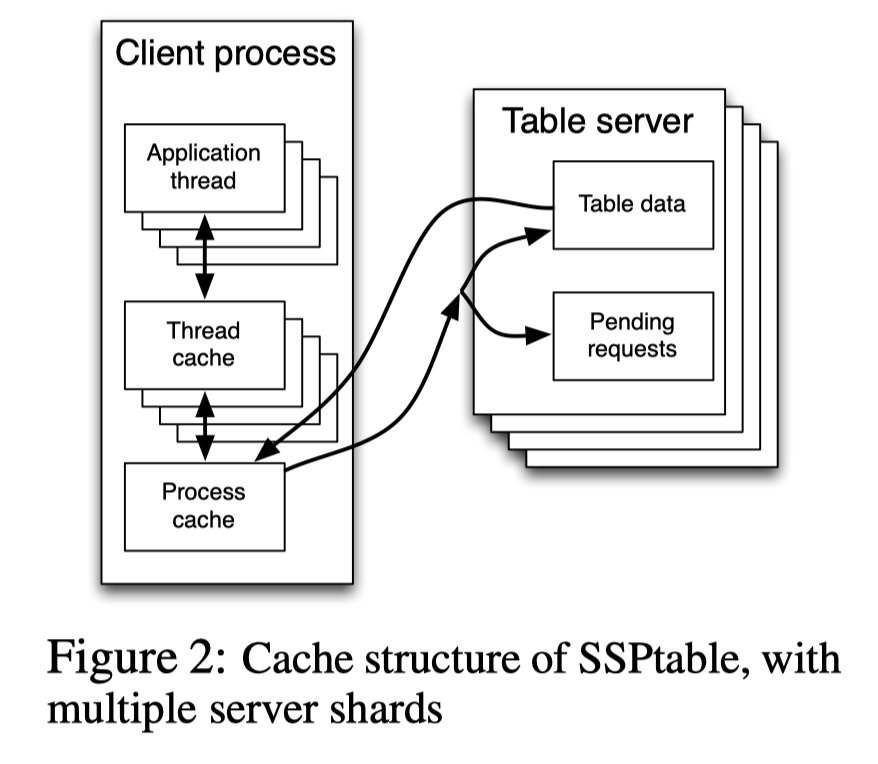 Client process
Application
thread
Thread
cache
Process
cache
Table server
Table data
Pending
requests
Figure 2: Cache structure of SSPtable, with
multiple server shards